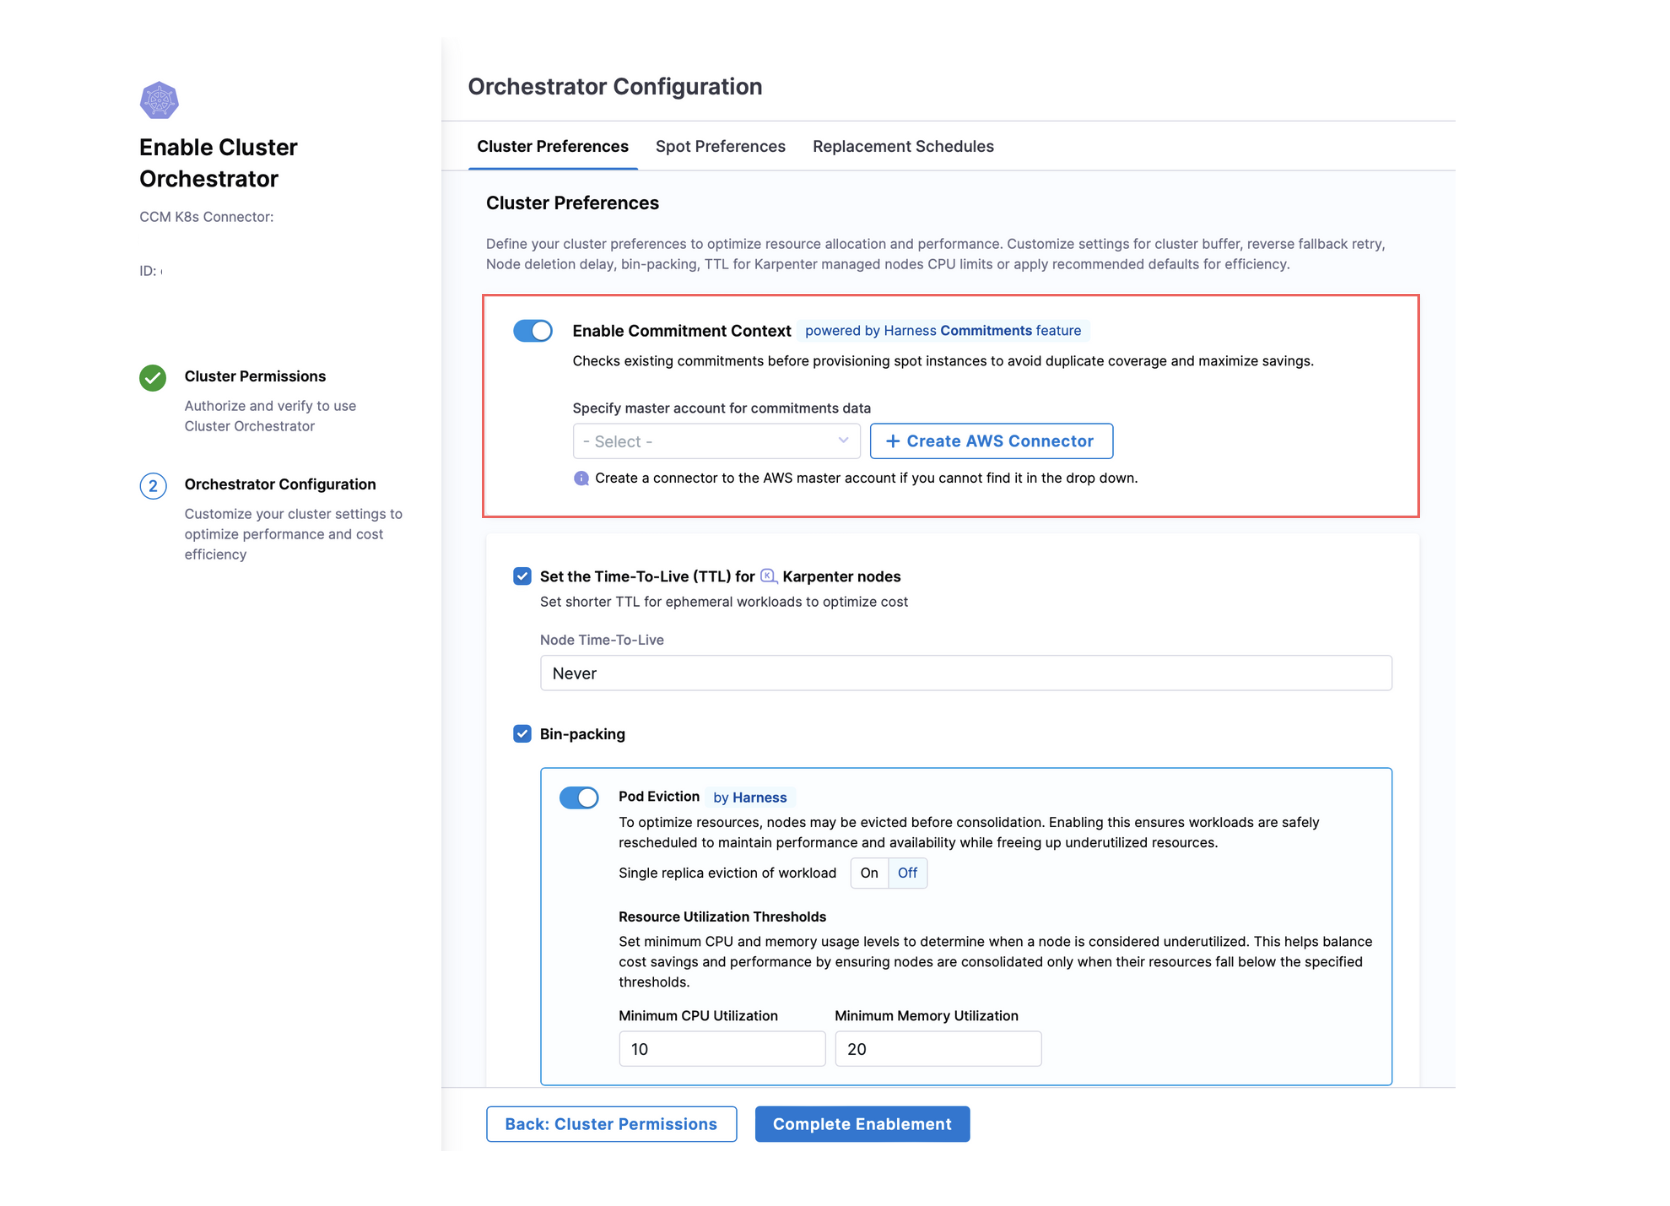 Enable Cluster
Orchestrator
CCM K8s Connector:
ID:
Cluster Permissions
Authorize and verify to use
Cluster Orchestrator
2
Orchestrator Configuration
Customize your cluster settings to
optimize performance and cost
efficiency
Orchestrator Configuration
Cluster Preferences Spot Preferences Replacement Schedules
Cluster Preferences
Define your cluster preferences to optimize resource allocation and performance. Customize settings for cluster buffer, reverse fallback retry,
Node deletion delay, bin-packing, TTL for Karpenter managed nodes CPU limits or apply recommended defaults for efficiency.
Enable Commitment Context powered by Harness Commitments feature
Checks existing commitments before provisioning spot instances to avoid duplicate coverage and maximize savings.
Specify master account for commitments data
- Select - + Create AWS Connector
Create a connector to the AWS master account if you cannot find it in the drop down.
Set the Time-To-Live (TTL) for Karpenter nodes
Set shorter TTL for ephemeral workloads to optimize cost
Node Time-To-Live
Never
Bin-packing
Pod Eviction by Harness
To optimize resources, nodes may be evicted before consolidation. Enabling this ensures workloads are safely
rescheduled to maintain performance and availability while freeing up underutilized resources.
Single replica eviction of workload On Off
Resource Utilization Thresholds
Set minimum CPU and memory usage levels to determine when a node is considered underutilized. This helps balance
cost savings and performance by ensuring nodes are consolidated only when their resources fall below the specified
thresholds.
Minimum CPU Utilization Minimum Memory Utilization
10 20
Back: Cluster Permissions Complete Enablement